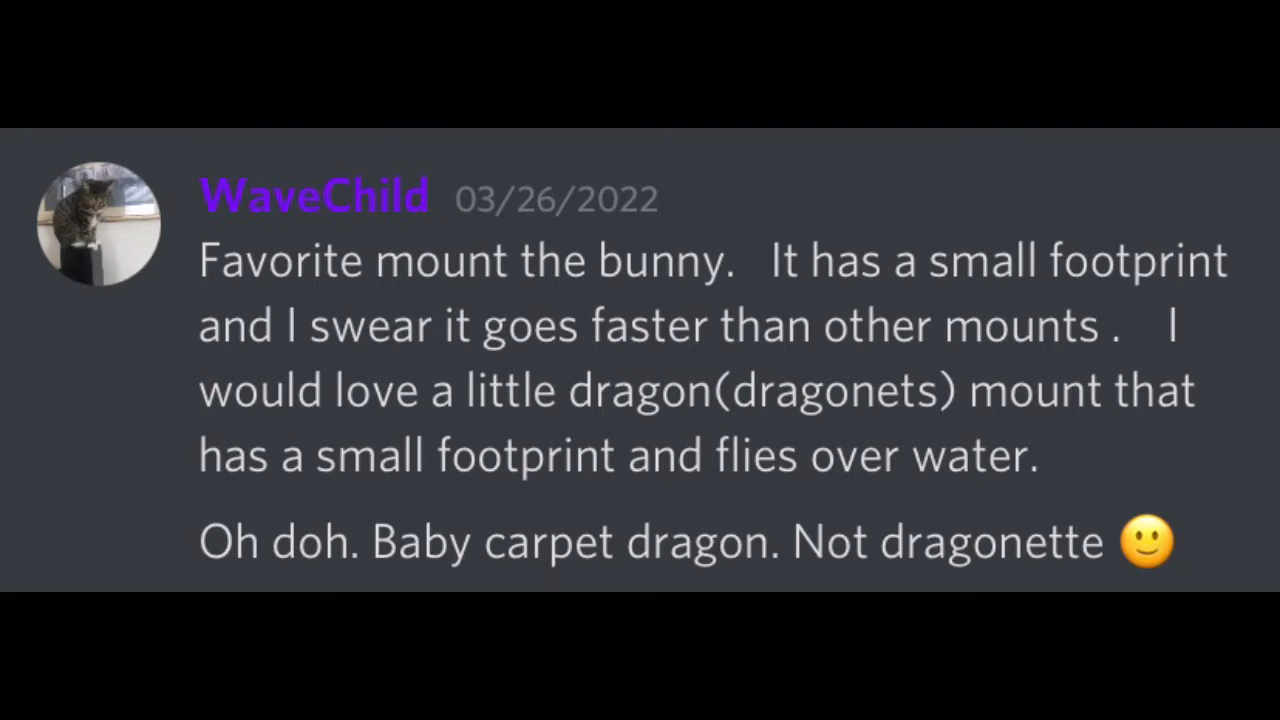 WaveChild 03/26/2022
Favorite mount the bunny.   It has a small footprint
and I swear it goes faster than other mounts .    I
would love a little dragon(dragonets) mount that
has a small footprint and flies over water.
Oh doh. Baby carpet dragon. Not dragonette 🙂